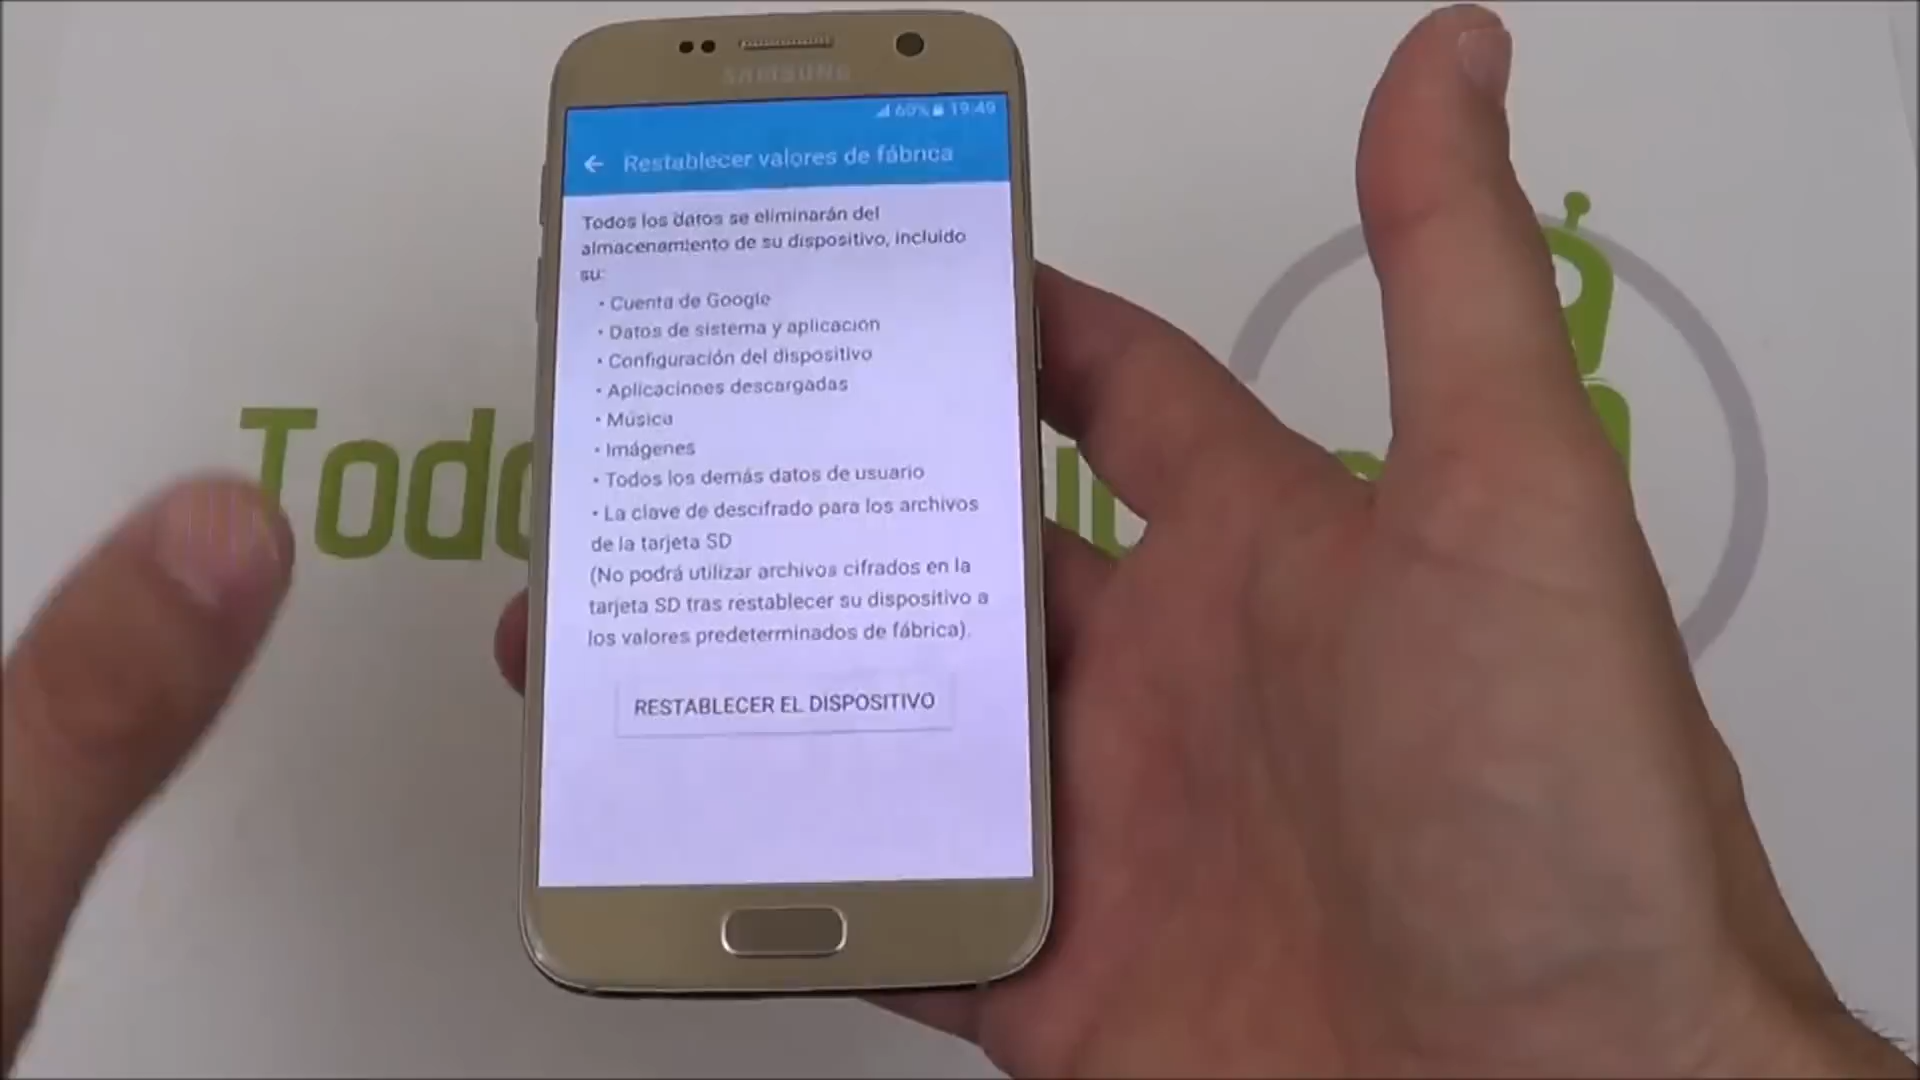 SAMSUNG
60% 19:49
Restablecer valores de fábrica
Todos los datos se eliminarán del
almacenamiento de su dispositivo, incluido
su:
• Cuenta de Google
• Datos de sistema y aplicación
• Configuración del dispositivo
• Aplicaciones descargadas
• Música
• Imágenes
• Todos los demás datos de usuario
• La clave de descifrado para los archivos
de la tarjeta SD
(No podrá utilizar archivos cifrados en la
tarjeta SD tras restablecer su dispositivo a
los valores predeterminados de fábrica).
RESTABLECER EL DISPOSITIVO